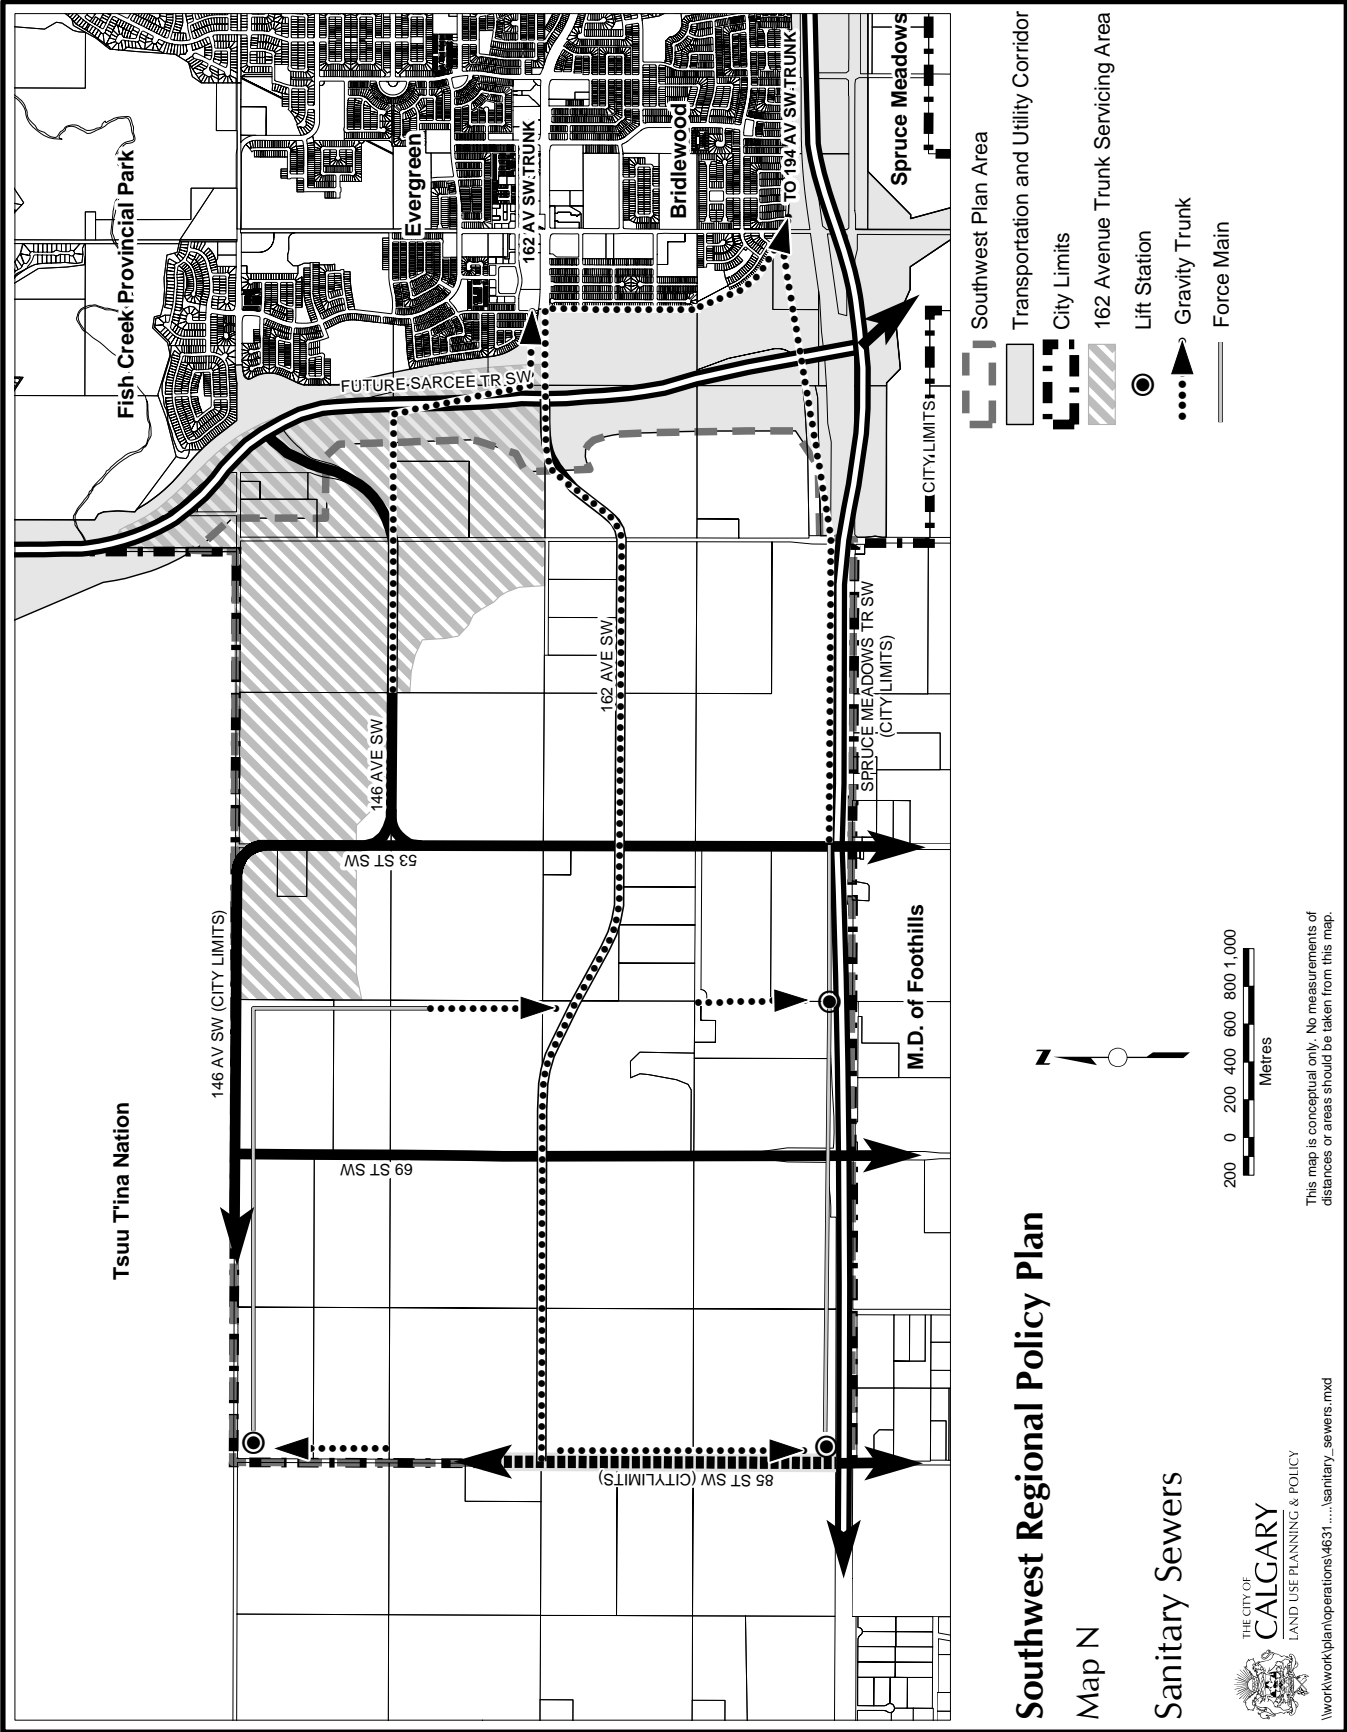 Fish Creek Provincial Park
Evergreen
162 AV SW TRUNK
Bridlewood
TO 194 AV SW TRUNK
Spruce Meadows
FUTURE SARCEE TR SW
CITY LIMITS
Tsuu T'ina Nation
146 AV SW (CITY LIMITS)
146 AVE SW
53 ST SW
69 ST SW
162 AVE SW
85 ST SW (CITYLIMITS)
SPRUCE MEADOWS TR SW
(CITY LIMITS)
M.D. of Foothills
Southwest Plan Area
Transportation and Utility Corridor
City Limits
162 Avenue Trunk Servicing Area
Lift Station
Gravity Trunk
Force Main
Southwest Regional Policy Plan
Map N
Sanitary Sewers
N
200 0 200 400 600 800 1,000
Metres
THE CITY OF
CALGARY
LAND USE PLANNING & POLICY
This map is conceptual only. No measurements of
distances or areas should be taken from this map.
\\work\work\plan\operations\4631.....\sanitary_sewers.mxd